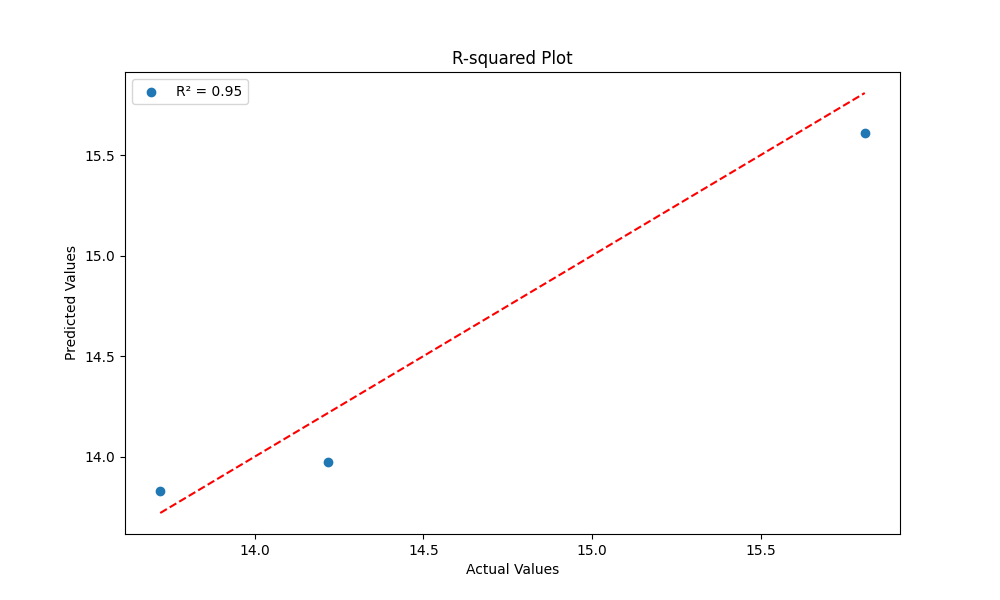 R-squared Plot
R² = 0.95
15.5
15.0
14.5
14.0
Predicted Values
14.0 14.5 15.0 15.5
Actual Values